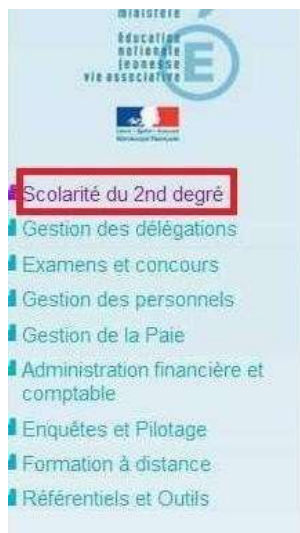 ministère
éducation
nationale
jeunesse
vie associative
É
Scolarité du 2nd degré
Gestion des délégations
Examens et concours
Gestion des personnels
Gestion de la Paie
Administration financière et
comptable
Enquêtes et Pilotage
Formation à distance
Référentiels et Outils